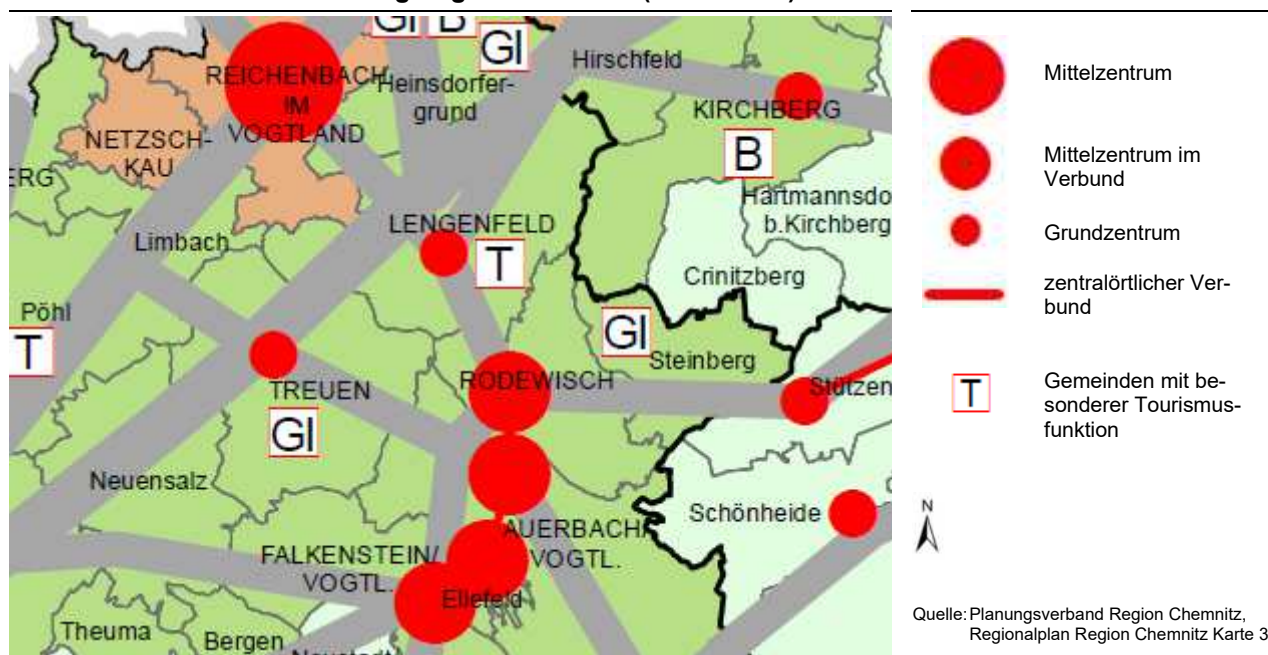 GI
B
GI
Hirschfeld
REICHENBACH
IM
VOGTLAND
Heinsdorfer-
grund
KIRCHBERG
NETZSCH-
KAU
B
ERG
Hartmannsdo
b.Kirchberg
LENGENFELD
T
Limbach
Crinitzberg
Pöhl
T
GI
Steinberg
TREUEN
RODEWISCH
Stützen
GI
Neuensalz
Schönheide
AUERBACH/
VOGTL.
FALKENSTEIN/
VOGTL.
Ellefeld
Theuma
Bergen
Mittelzentrum
Mittelzentrum im
Verbund
Grundzentrum
zentralörtlicher Ver-
bund
T
Gemeinden mit be-
sonderer Tourismus-
funktion
N
Quelle: Planungsverband Region Chemnitz,
Regionalplan Region Chemnitz Karte 3